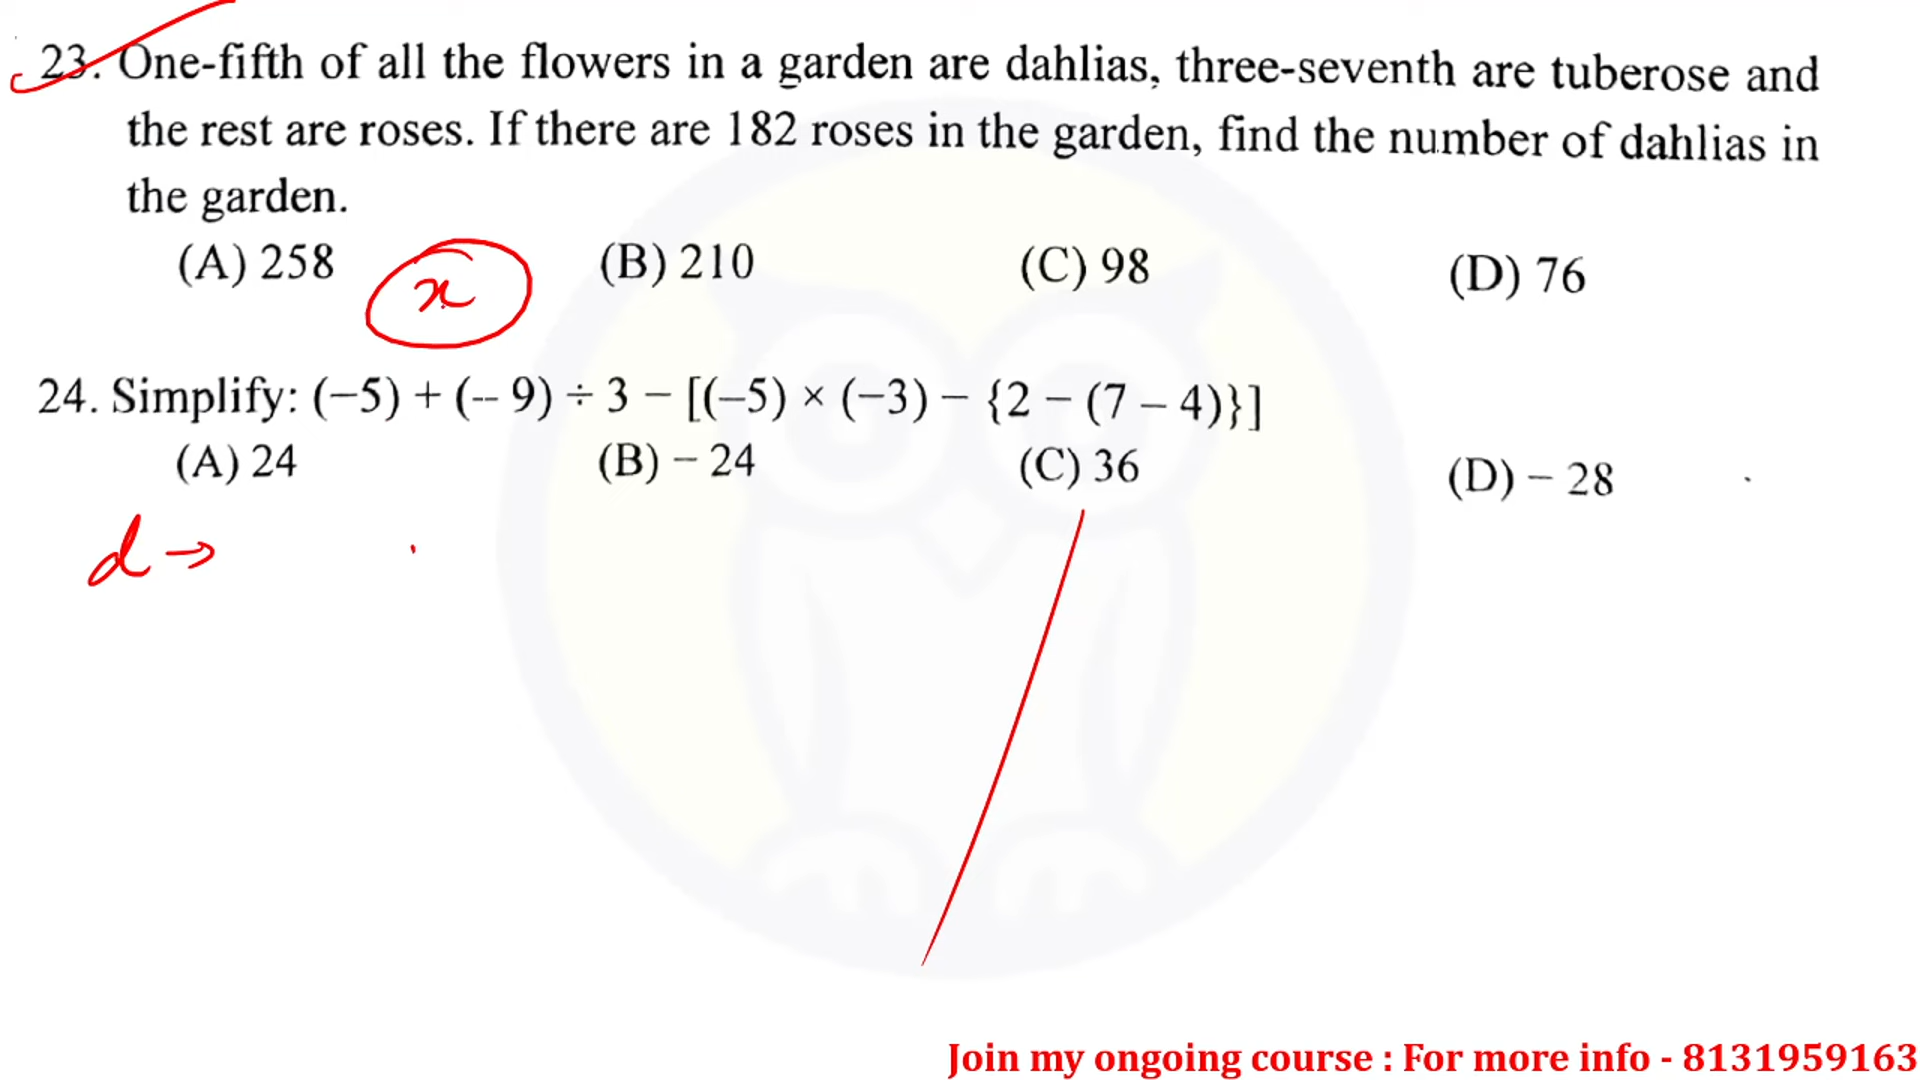 23. One-fifth of all the flowers in a garden are dahlias, three-seventh are tuberose and
the rest are roses. If there are 182 roses in the garden, find the number of dahlias in
the garden.
(A) 258 (B) 210 (C) 98 (D) 76
x
24. Simplify: (−5) + (-- 9) ÷ 3 − [(−5) × (−3) − {2 − (7 − 4)}]
(A) 24 (B) − 24 (C) 36 (D) − 28
d →
Join my ongoing course : For more info - 8131959163